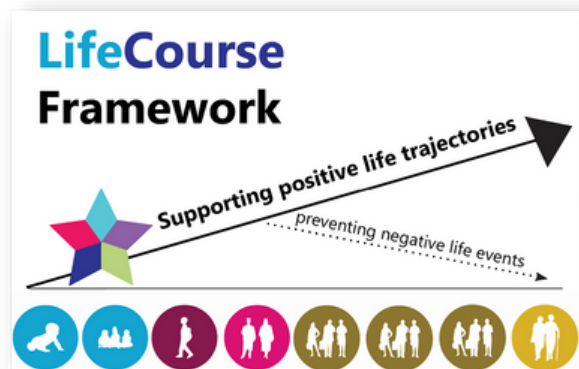 LifeCourse
Framework
Supporting positive life trajectories
preventing negative life events